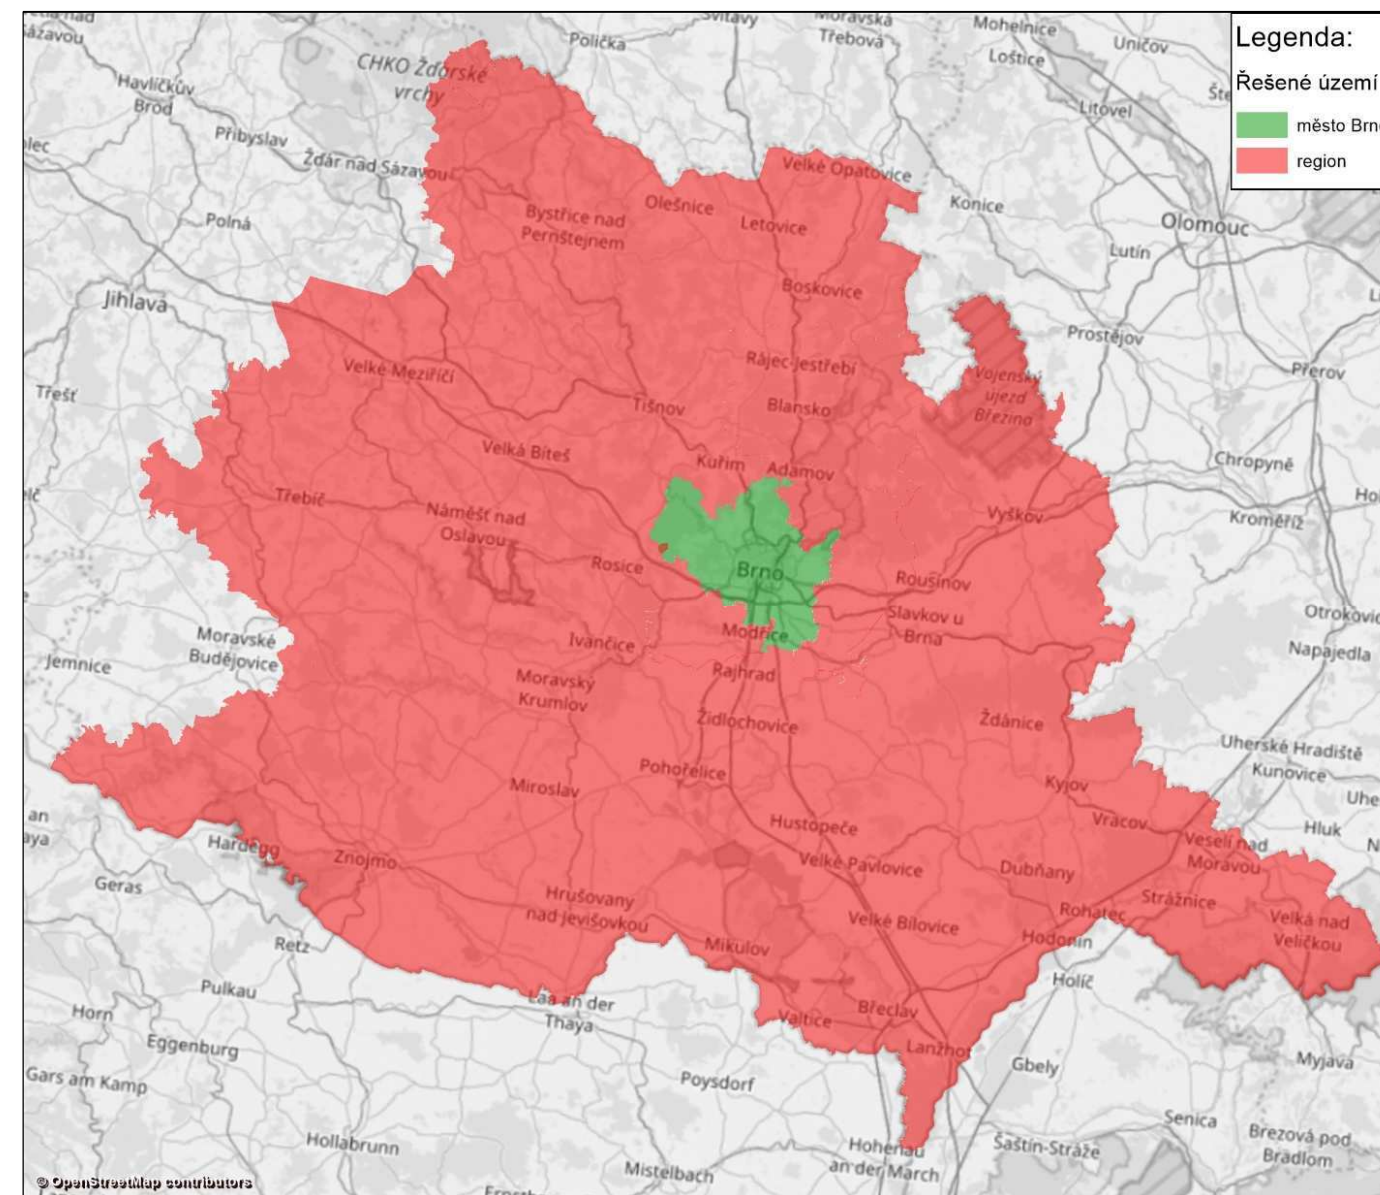 Legenda:
Řešené území
město Brn
region
Svitavy
Moravská
Třebová
Mohelnice
Uničov
Loštice
Litovel
Polička
CHKO Žďárské
vrchy
Havlíčkův
Brod
Přibyslav
Žďár nad Sázavou
Polná
Jihlava
Bystřice nad
Pernštejnem
Olešnice
Letovice
Velké Opatovice
Konice
Olomouc
Lutín
Boskovice
Prostějov
Přerov
Rájec-Jestřebí
Vojenský
újezd
Březina
Velké Meziříčí
Třešť
Tišnov
Blansko
Velká Bíteš
Kuřim
Adamov
Chropyně
Kroměříž
Třebíč
Náměšť nad
Oslavou
Vyškov
Rosice
Brno
Rousínov
Slavkov u
Brna
Otrokovic
Napajedla
Moravské
Budějovice
Jemnice
Ivančice
Modřice
Rajhrad
Moravský
Krumlov
Židlochovice
Ždánice
Uherské Hradiště
Kunovice
Uhe
Pohořelice
Miroslav
Kyjov
Hustopeče
Vracov
Hluk
Veselí nad
Moravou
Hardegg
Znojmo
Velké Pavlovice
Dubňany
Geras
Strážnice
Hrušovany
nad Jevišovkou
Velké Bílovice
Rohatec
Velká nad
Veličkou
Retz
Mikulov
Hodonín
Holíč
Pulkau
Laa an der
Thaya
Valtice
Břeclav
Horn
Eggenburg
Lanžhot
Gbely
Myjava
Gars am Kamp
Poysdorf
Senica
Hollabrunn
Hohenau
an der March
Šaštín-Stráže
Brezová pod
Bradlom
Mistelbach
© OpenStreetMap contributors